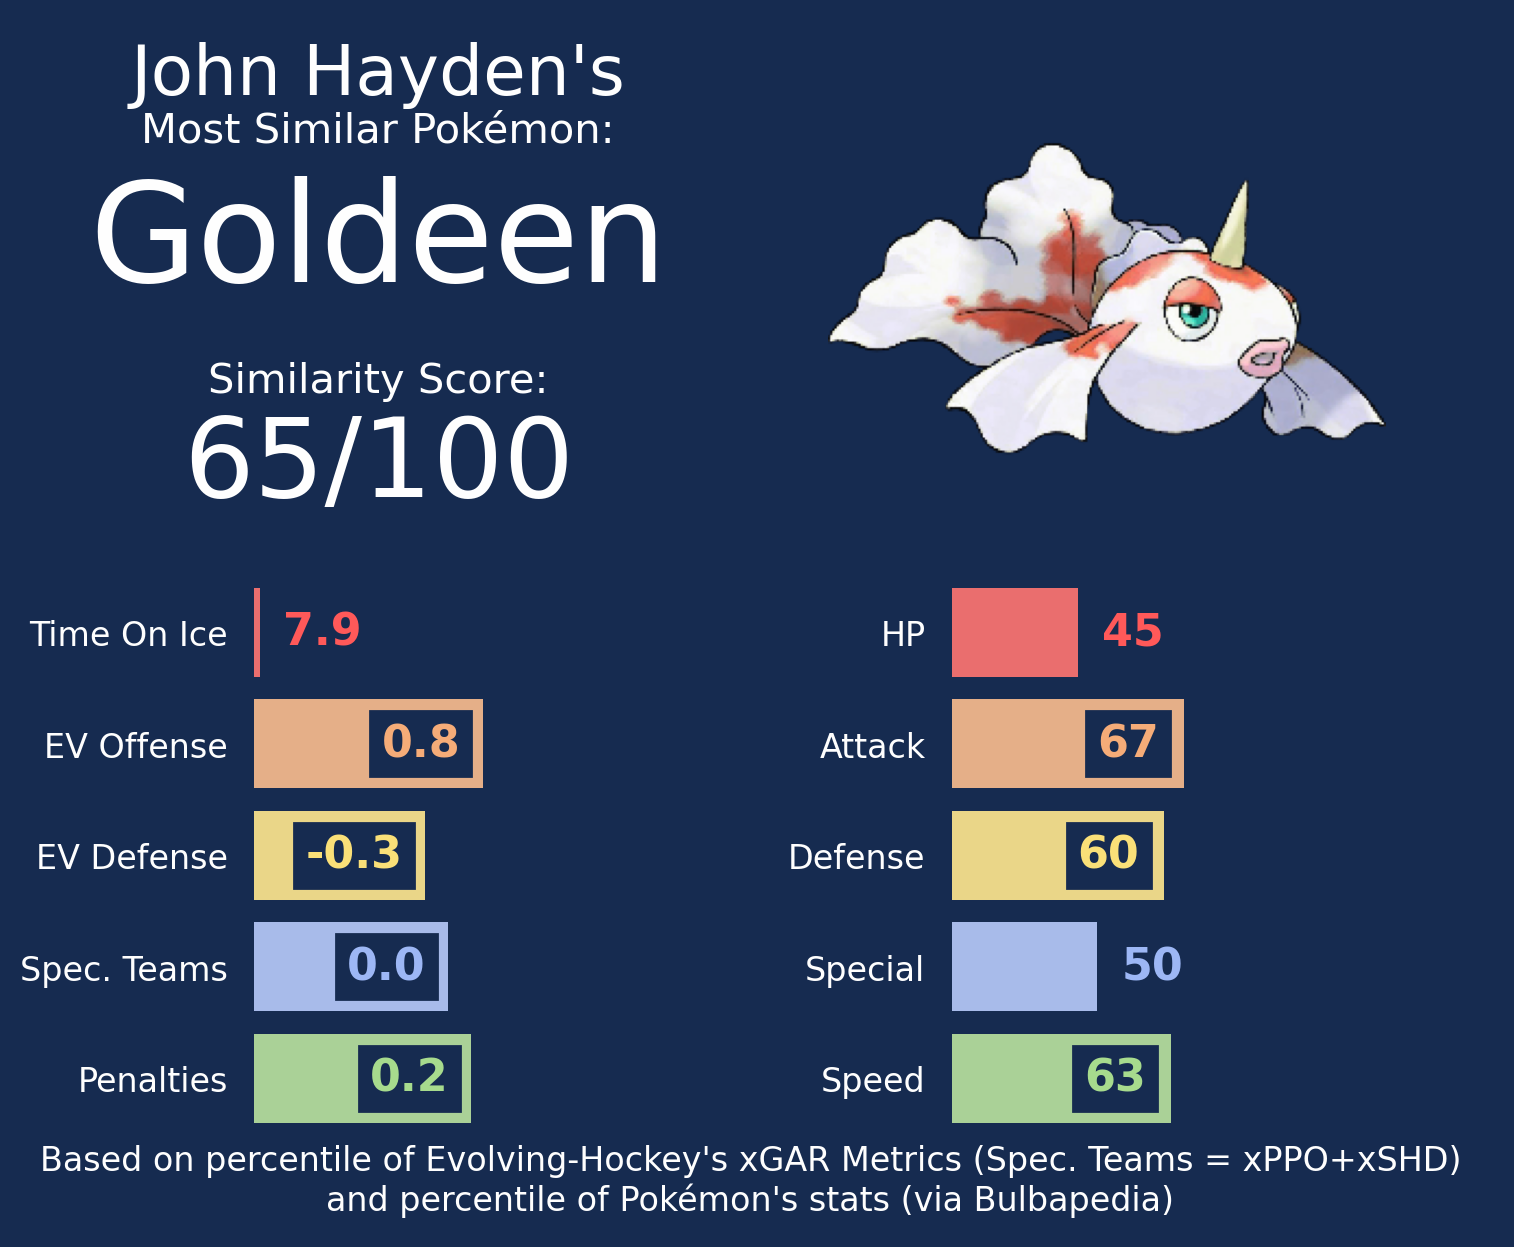 John Hayden's
Most Similar Pokémon:
Goldeen
Similarity Score:
65/100
Time On Ice 7.9
EV Offense 0.8
EV Defense -0.3
Spec. Teams 0.0
Penalties 0.2
HP 45
Attack 67
Defense 60
Special 50
Speed 63
Based on percentile of Evolving-Hockey's xGAR Metrics (Spec. Teams = xPPO+xSHD)
and percentile of Pokémon's stats (via Bulbapedia)